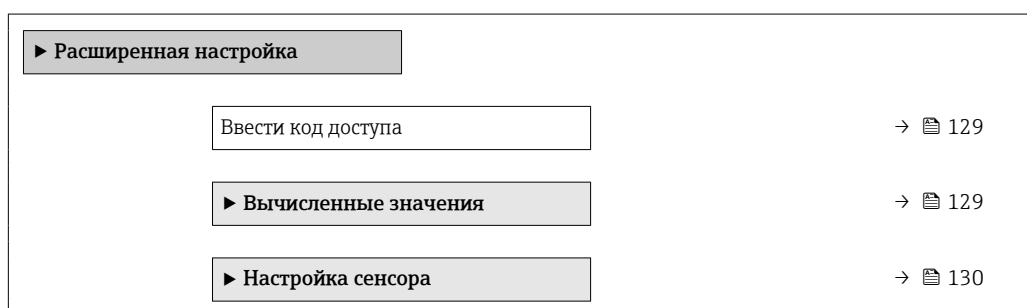 ▶ Расширенная настройка
Ввести код доступа → 129
▶ Вычисленные значения → 129
▶ Настройка сенсора → 130